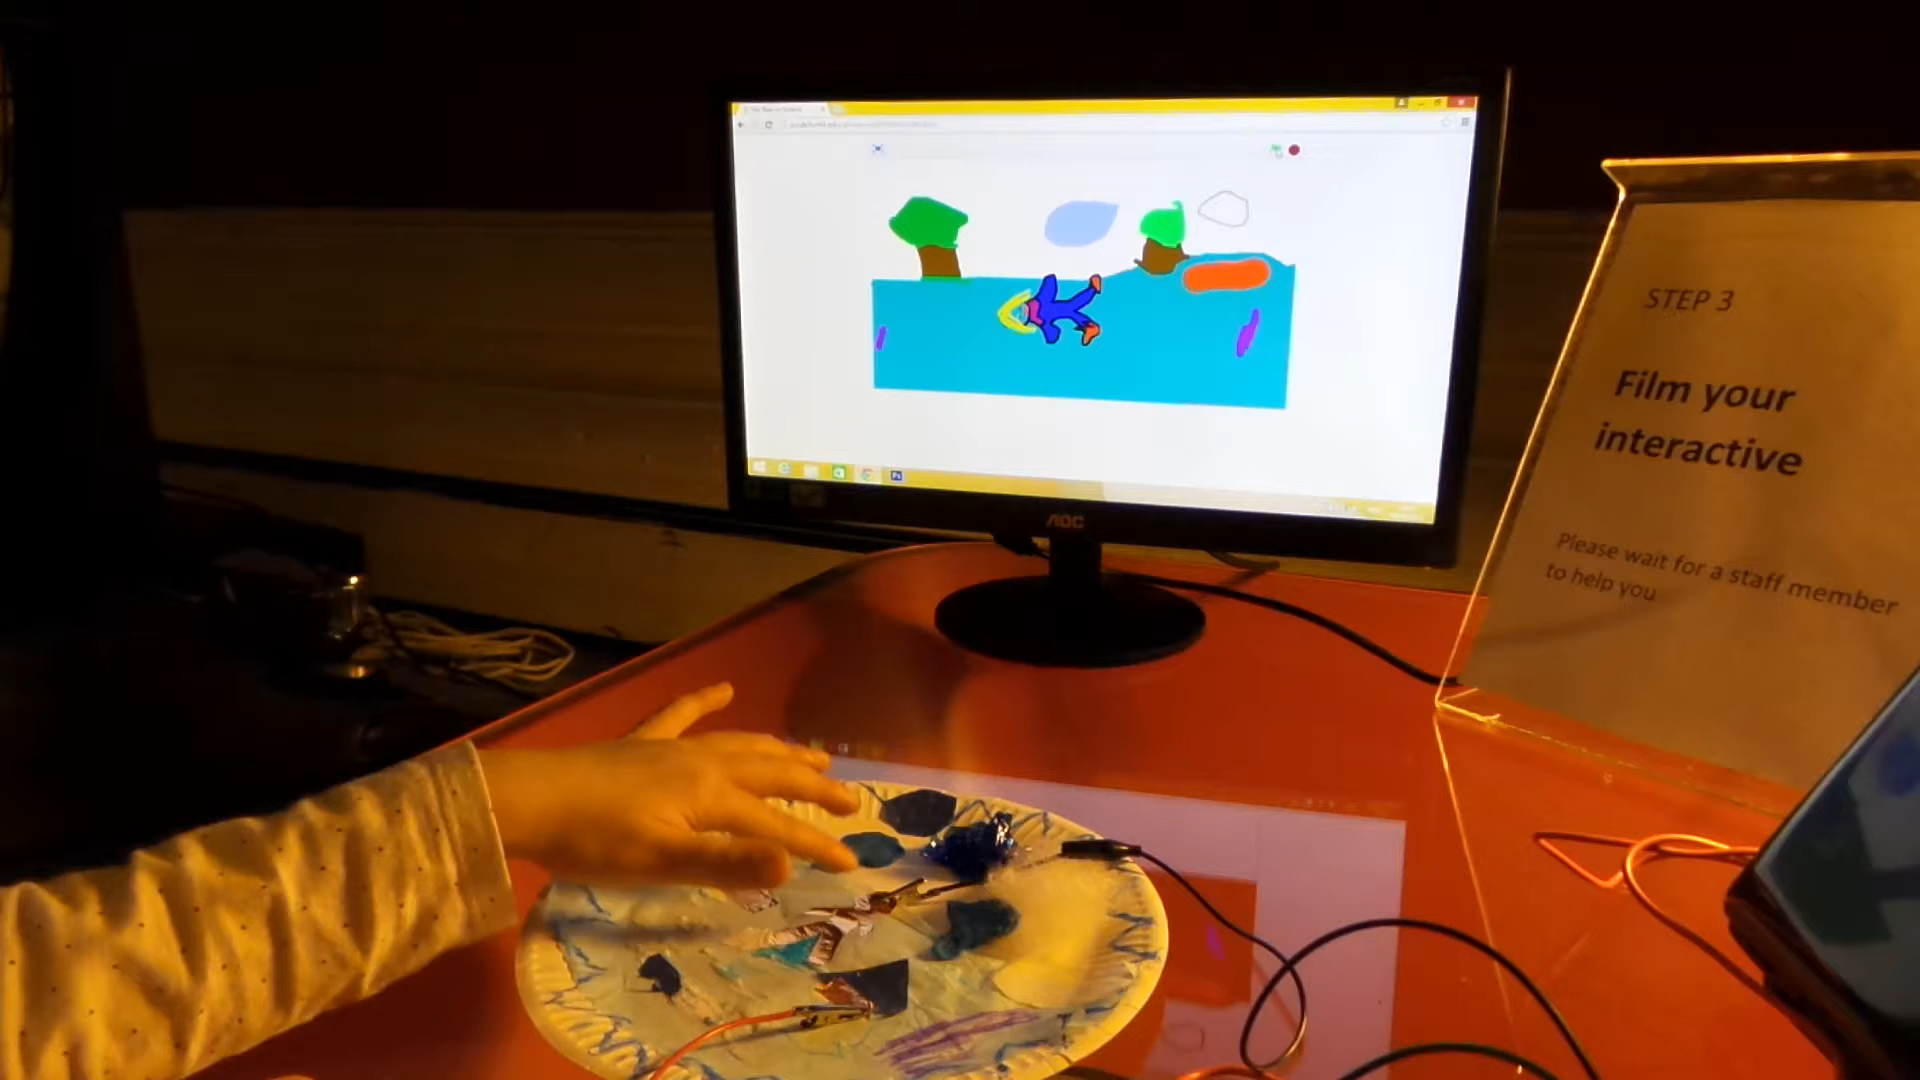 AOC
STEP 3
Film your
interactive
Please wait for a staff member
to help you